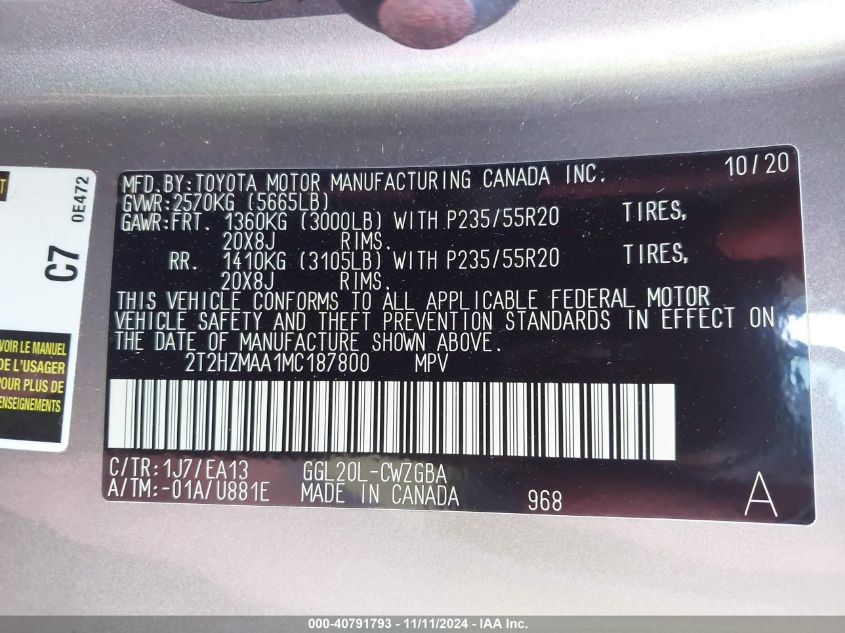 T
C7
0E472
VOIR LE MANUEL
DE L'USAGER
POUR PLUS DE
RENSEIGNEMENTS
MFD.BY:TOYOTA MOTOR MANUFACTURING CANADA INC. 10/20
GVWR:2570KG (5665LB)
GAWR:FRT. 1360KG (3000LB) WITH P235/55R20 TIRES,
20X8J RIMS.
RR. 1410KG (3105LB) WITH P235/55R20 TIRES,
20X8J RIMS.
THIS VEHICLE CONFORMS TO ALL APPLICABLE FEDERAL MOTOR
VEHICLE SAFETY AND THEFT PREVENTION STANDARDS IN EFFECT ON
THE DATE OF MANUFACTURE SHOWN ABOVE.
2T2HZMAA1MC187800 MPV
C/TR:1J7/EA13 GGL20L-CWZGBA
A/TM:-01A/U881E MADE IN CANADA 968 A
000-40791793 - 11/11/2024 - IAA Inc.